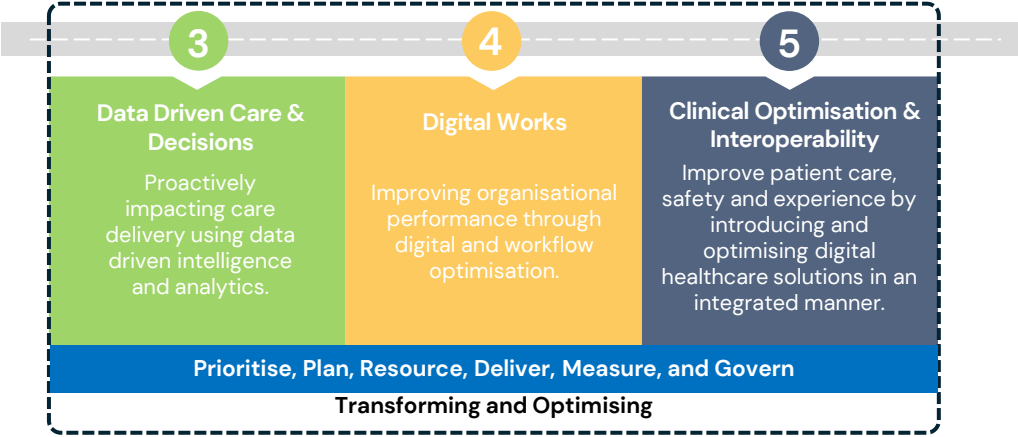 3
Data Driven Care &
Decisions
Proactively
impacting care
delivery using data
driven intelligence
and analytics.
4
Digital Works
Improving organisational
performance through
digital and workflow
optimisation.
5
Clinical Optimisation &
Interoperability
Improve patient care,
safety and experience by
introducing and
optimising digital
healthcare solutions in an
integrated manner.
Prioritise, Plan, Resource, Deliver, Measure, and Govern
Transforming and Optimising